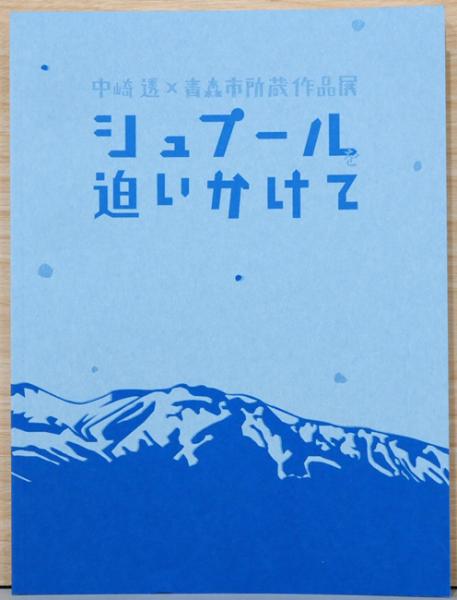 中崎透×青森市所蔵作品展
シュプールを
追いかけて